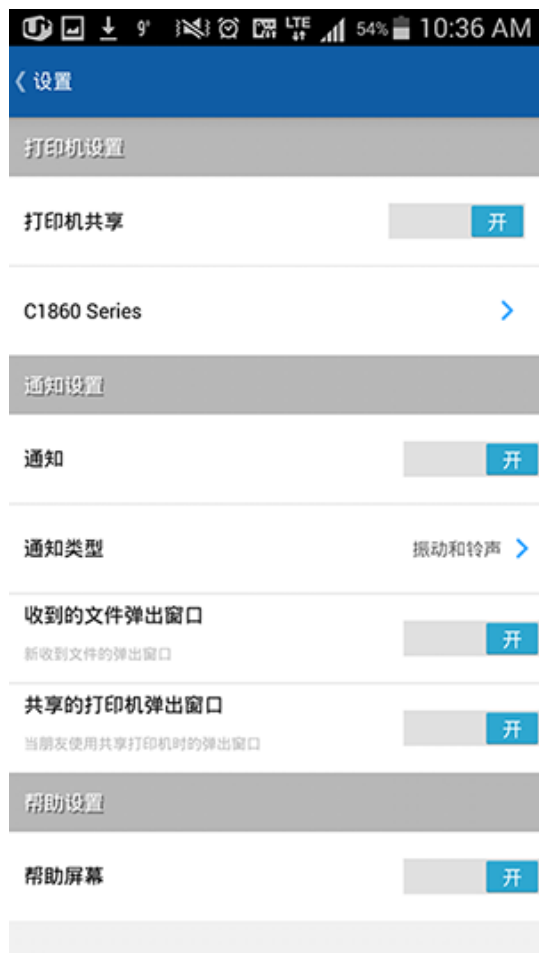 9° LTE 54% 10:36 AM
设置
打印机设置
打印机共享 开
C1860 Series
通知设置
通知 开
通知类型 振动和铃声
收到的文件弹出窗口
新收到文件的弹出窗口 开
共享的打印机弹出窗口
当朋友使用共享打印机时的弹出窗口 开
帮助设置
帮助屏幕 开